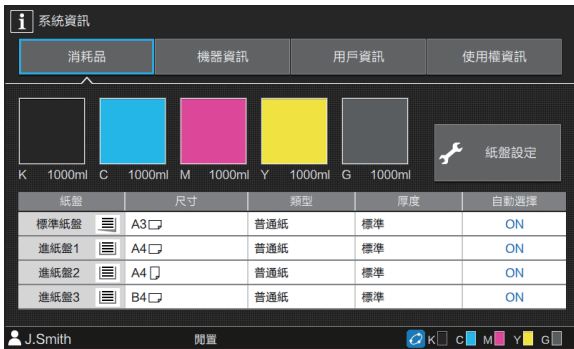 系統資訊
消耗品 機器資訊 用戶資訊 使用權資訊
K 1000ml C 1000ml M 1000ml Y 1000ml G 1000ml
紙盤設定
紙盤 尺寸 類型 厚度 自動選擇
標準紙盤 A3 普通紙 標準 ON
進紙盤1 A4 普通紙 標準 ON
進紙盤2 A4 普通紙 標準 ON
進紙盤3 B4 普通紙 標準 ON
J.Smith 閒置 K C M Y G